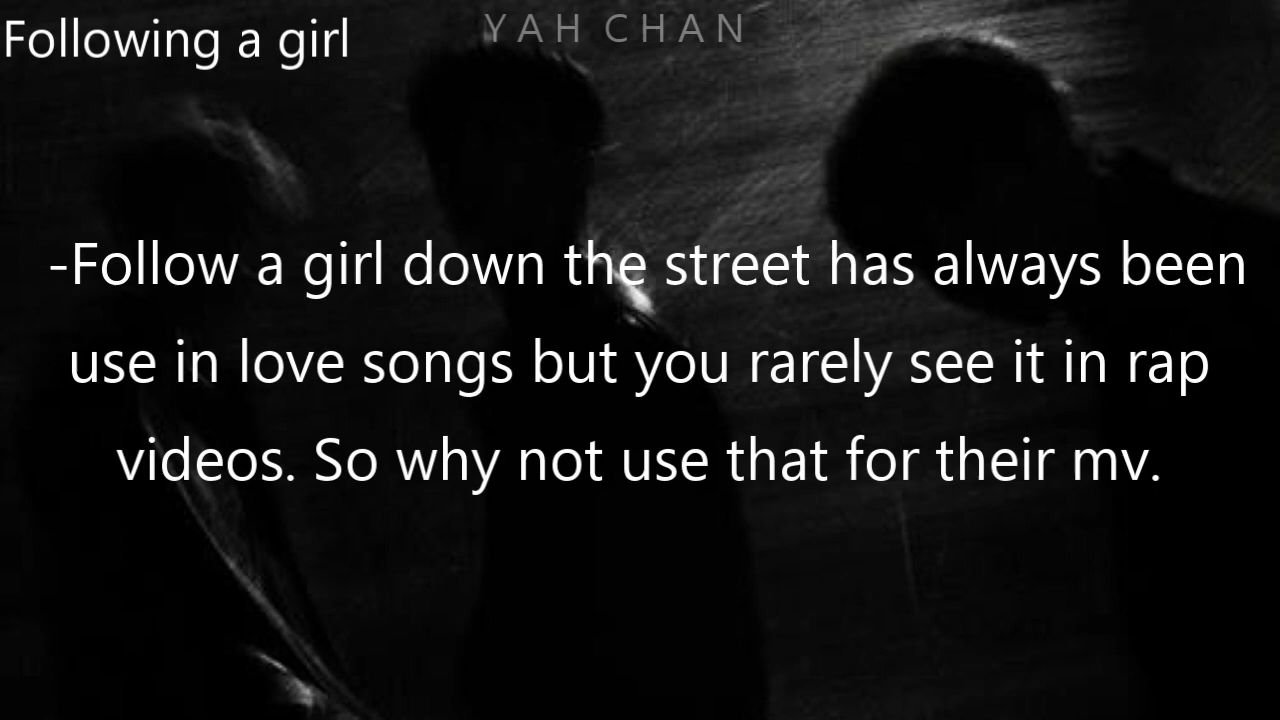 Following a girl
YAH CHAN
-Follow a girl down the street has always been
use in love songs but you rarely see it in rap
videos. So why not use that for their mv.